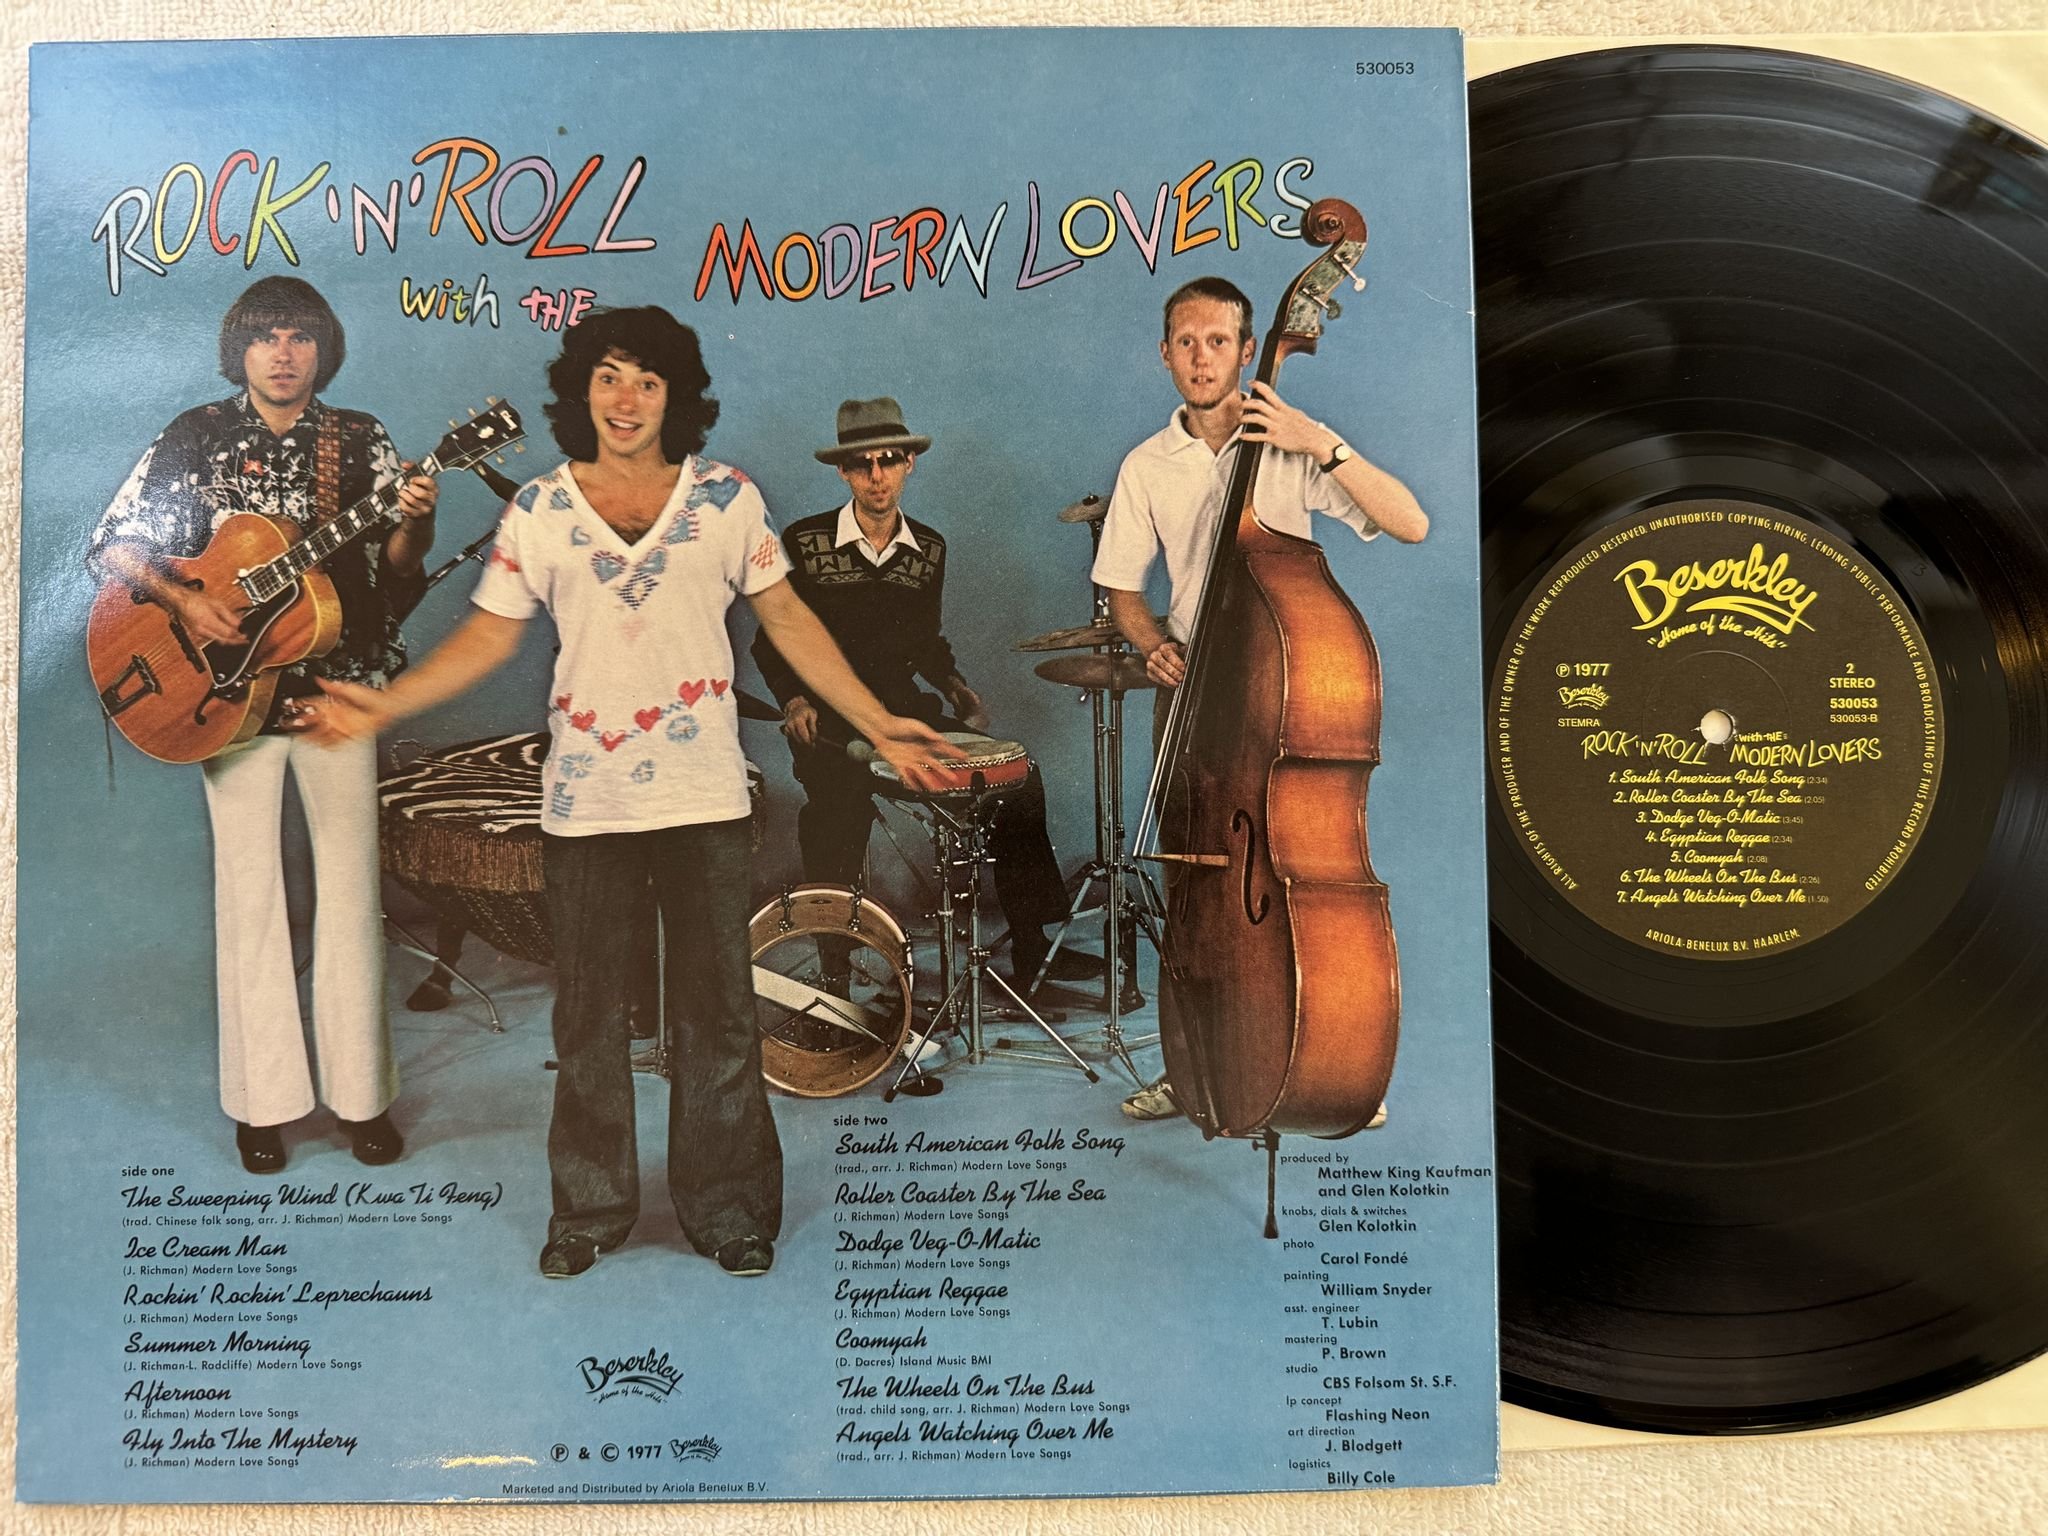 530053
ROCK 'N' ROLL
with THE
MODERN LOVERS
Gibson
side one
The Sweeping Wind (Kwa Ti Feng)
(trad. Chinese folk song, arr. J. Richman) Modern Love Songs
Ice Cream Man
(J. Richman) Modern Love Songs
Rockin' Rockin' Leprechauns
(J. Richman) Modern Love Songs
Summer Morning
(J. Richman-L. Radcliffe) Modern Love Songs
Afternoon
(J. Richman) Modern Love Songs
Fly Into The Mystery
(J. Richman) Modern Love Songs
Beserkley
"Home of the Hits"
℗ & © 1977 Beserkley
Marketed and Distributed by Ariola Benelux B.V.
side two
South American Folk Song
(trad., arr. J. Richman) Modern Love Songs
Roller Coaster By The Sea
(J. Richman) Modern Love Songs
Dodge Veg-O-Matic
(J. Richman) Modern Love Songs
Egyptian Reggae
(J. Richman) Modern Love Songs
Coomyah
(D. Dacres) Island Music BMI
The Wheels On The Bus
(trad. child song, arr. J. Richman) Modern Love Songs
Angels Watching Over Me
(trad., arr. J. Richman) Modern Love Songs
produced by
Matthew King Kaufman
and Glen Kolotkin
knobs, dials & switches
Glen Kolotkin
photo
Carol Fondé
painting
William Snyder
asst. engineer
T. Lubin
mastering
P. Brown
studio
CBS Folsom St. S.F.
lp concept
Flashing Neon
art direction
J. Blodgett
logistics
Billy Cole
ALL RIGHTS OF THE PRODUCER AND OF THE OWNER OF THE WORK REPRODUCED RESERVED. UNAUTHORISED COPYING, HIRING, LENDING, PUBLIC PERFORMANCE AND BROADCASTING OF THIS RECORD PROHIBITED
Beserkley
"Home of the Hits"
℗ 1977
Beserkley
STEMRA
2
STEREO
530053
530053-B
ROCK 'N' ROLL with THE MODERN LOVERS
1. South American Folk Song (2:34)
2. Roller Coaster By The Sea (2.05)
3. Dodge Veg-O-Matic (3:45)
4. Egyptian Reggae (2:34)
5. Coomyah (2:08)
6. The Wheels On The Bus (2:26)
7. Angels Watching Over Me (1.50)
ARIOLA-BENELUX B.V. HAARLEM.